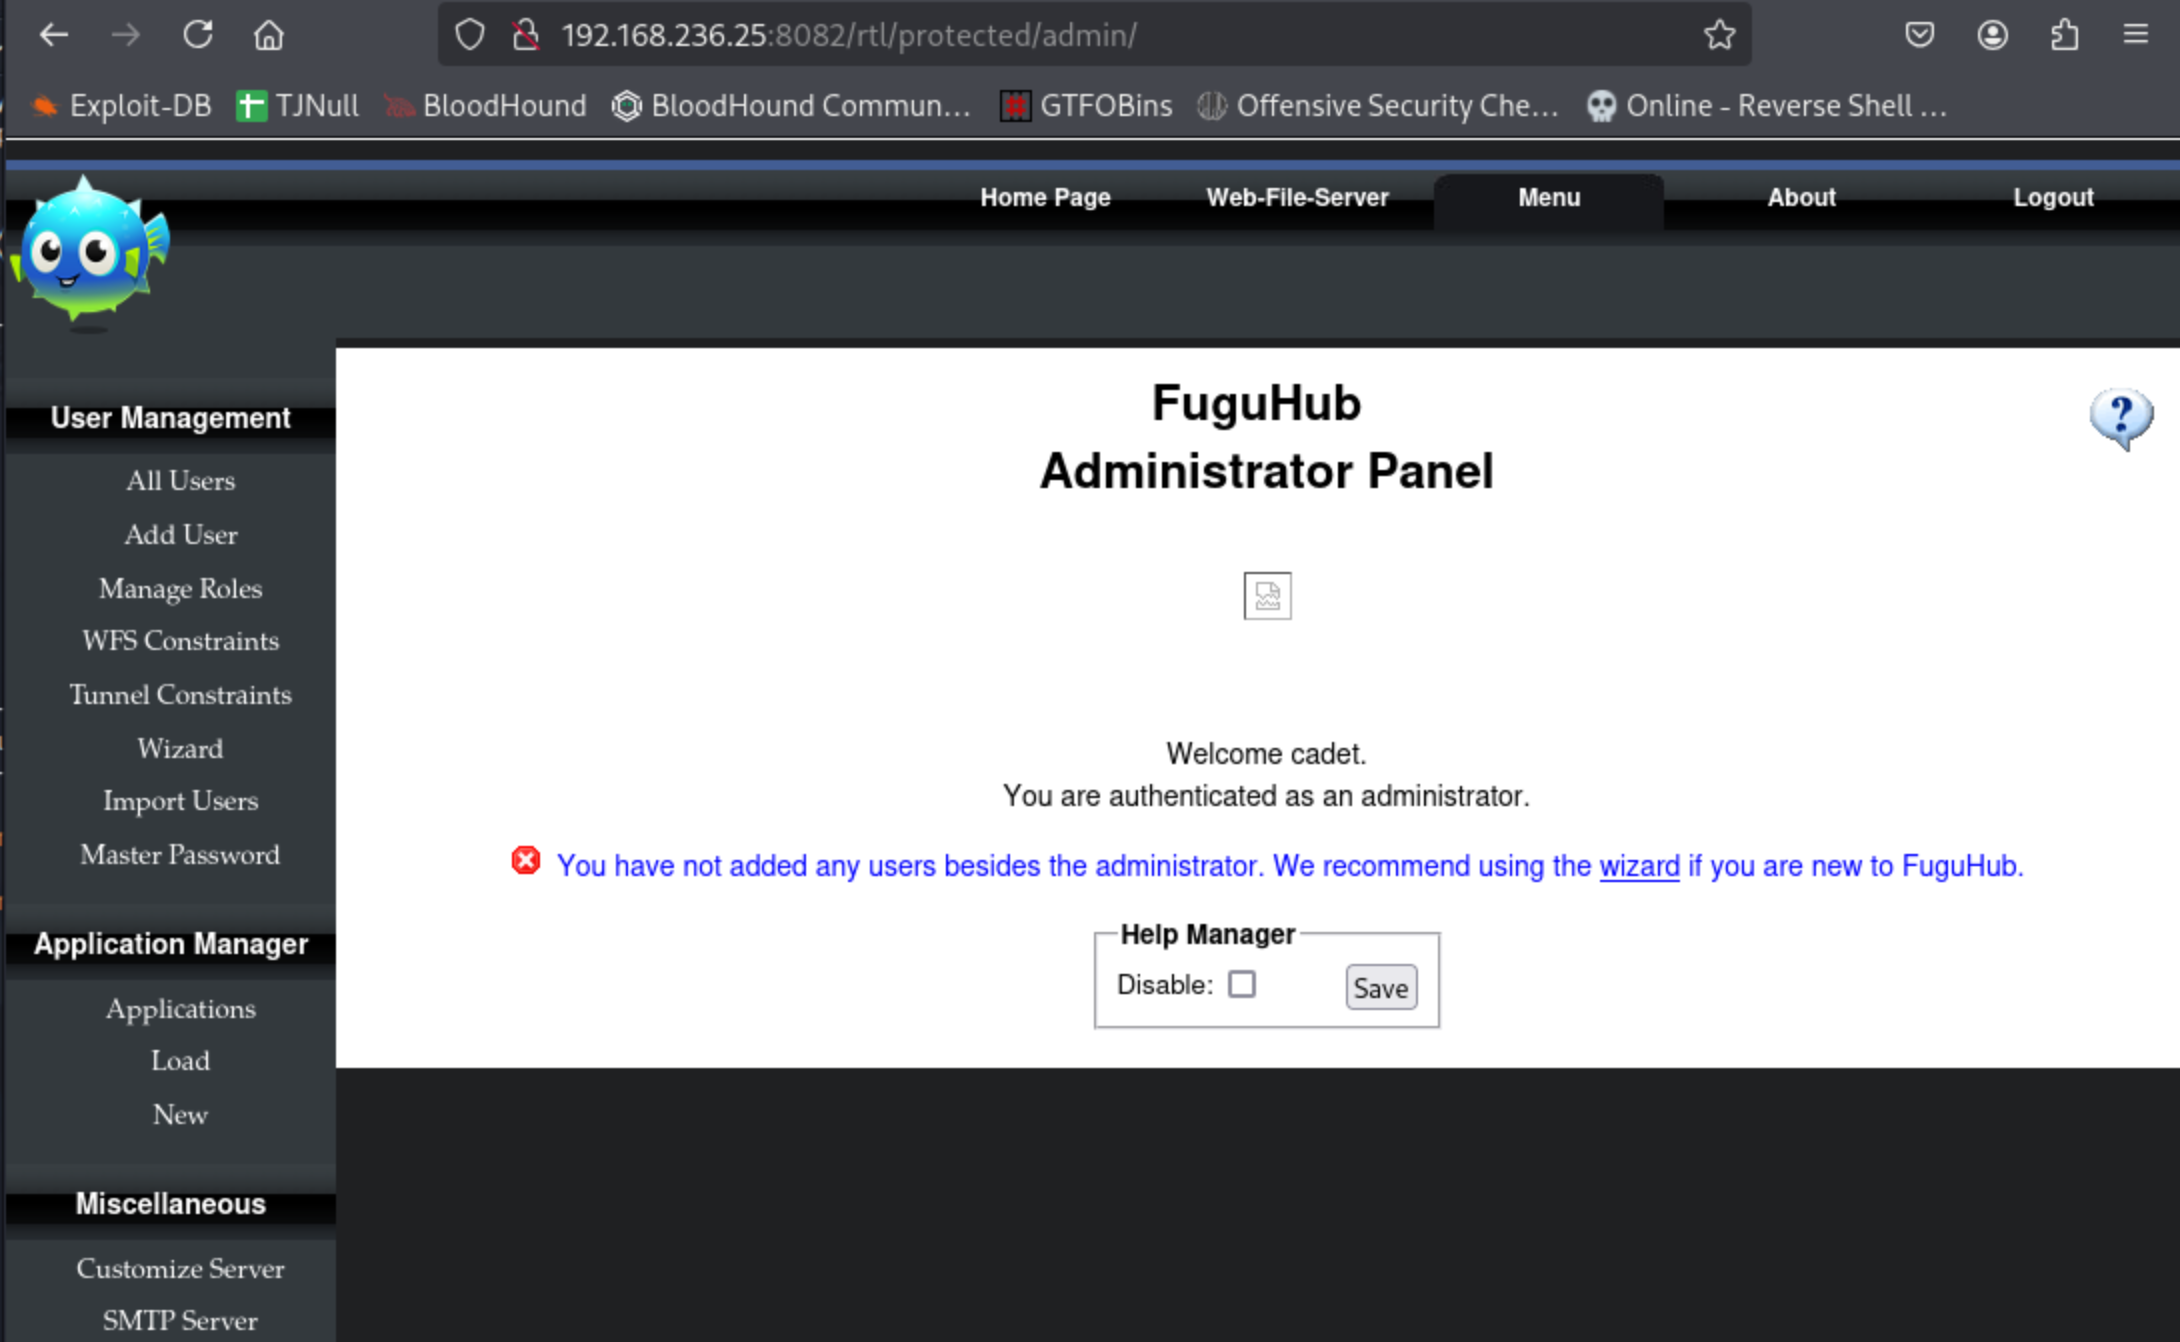 192.168.236.25:8082/rtl/protected/admin/
Exploit-DB TJNull BloodHound BloodHound Commun... GTFOBins Offensive Security Che... Online - Reverse Shell ...
Home Page Web-File-Server Menu About Logout
User Management
All Users
Add User
Manage Roles
WFS Constraints
Tunnel Constraints
Wizard
Import Users
Master Password
Application Manager
Applications
Load
New
Miscellaneous
Customize Server
SMTP Server
FuguHub
Administrator Panel
?
Welcome cadet.
You are authenticated as an administrator.
You have not added any users besides the administrator. We recommend using the wizard if you are new to FuguHub.
Help Manager
Disable: Save